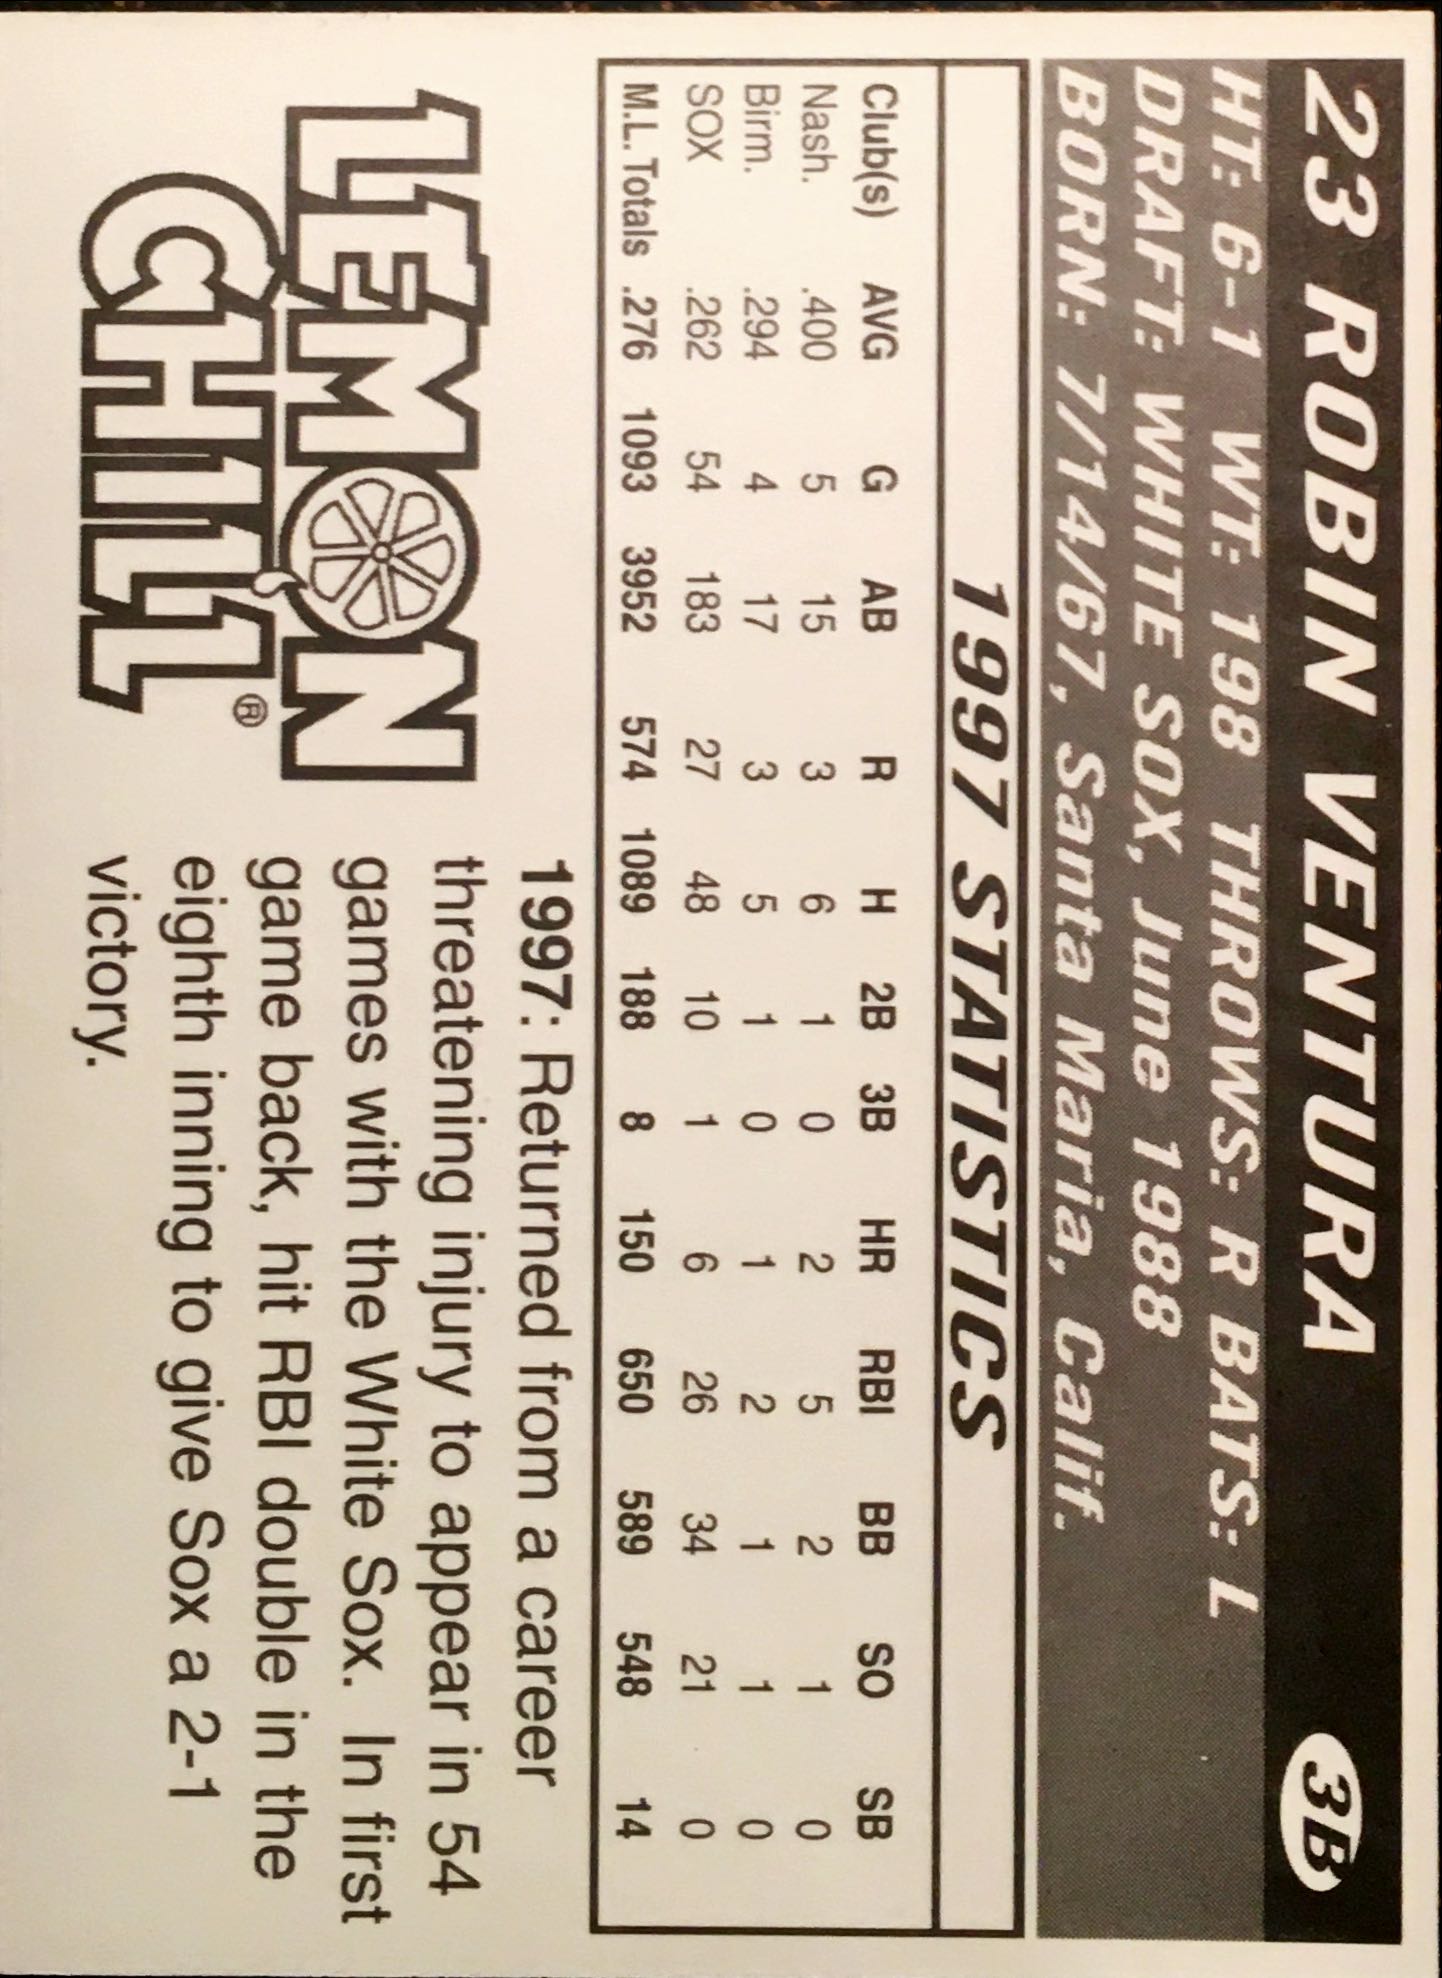 23 ROBIN VENTURA 3B
HT: 6-1 WT: 198 THROWS: R BATS: L
DRAFT: WHITE SOX, June 1988
BORN: 7/14/67, Santa Maria, Calif.
1997 STATISTICS
Club(s) AVG G AB R H 2B 3B HR RBI BB SO SB
Nash. .400 5 15 3 6 1 0 2 5 2 1 0
Birm. .294 4 17 3 5 1 0 1 2 1 1 0
SOX .262 54 183 27 48 10 1 6 26 34 21 0
M.L. Totals .276 1093 3952 574 1089 188 8 150 650 589 548 14
LEMON
CHILL®
1997: Returned from a career
threatening injury to appear in 54
games with the White Sox. In first
game back, hit RBI double in the
eighth inning to give Sox a 2-1
victory.